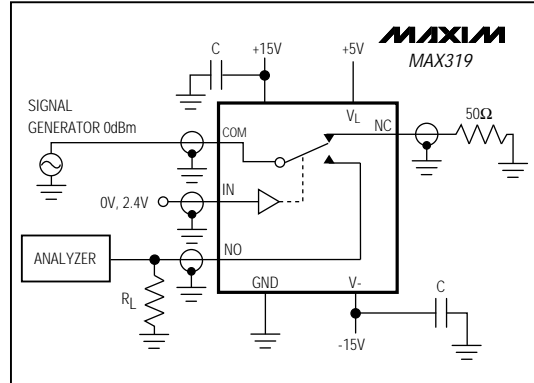 MAXIM
MAX319
C
+15V
+5V
SIGNAL
GENERATOR 0dBm
COM
VL
NC
50Ω
0V, 2.4V
IN
ANALYZER
NO
RL
GND
V-
C
-15V